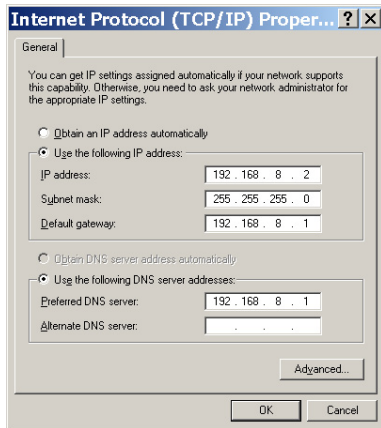 Internet Protocol (TCP/IP) Proper... ? ×
General
You can get IP settings assigned automatically if your network supports
this capability. Otherwise, you need to ask your network administrator for
the appropriate IP settings.
Obtain an IP address automatically
Use the following IP address:
IP address: 192 . 168 . 8 . 2
Subnet mask: 255 . 255 . 255 . 0
Default gateway: 192 . 168 . 8 . 1
Obtain DNS server address automatically
Use the following DNS server addresses:
Preferred DNS server: 192 . 168 . 8 . 1
Alternate DNS server: . . .
Advanced...
OK Cancel